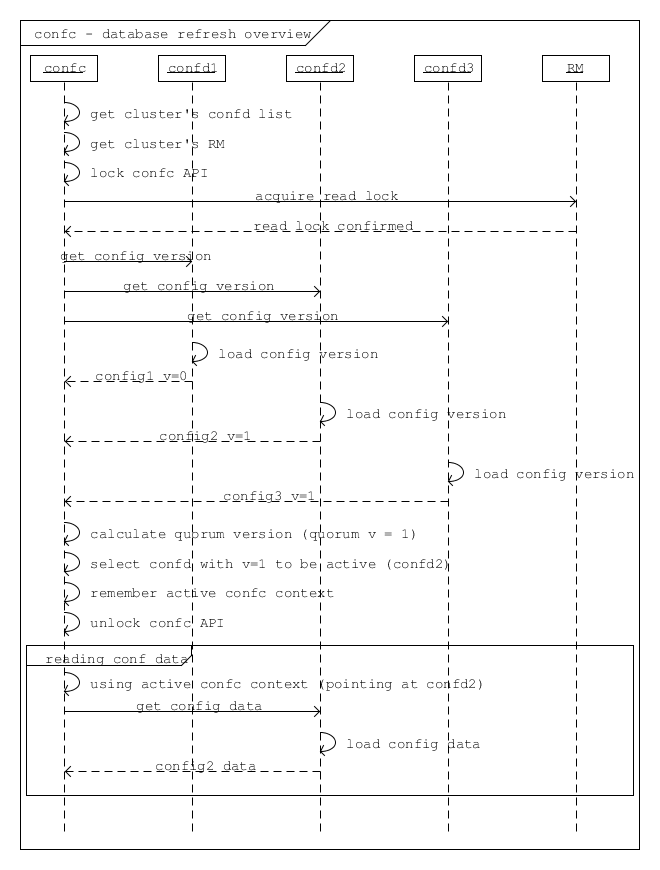 confc - database refresh overview
confc confd1 confd2 confd3 RM
get cluster's confd list
get cluster's RM
lock confc API
acquire read lock
read lock confirmed
get config version
get config version
get config version
load config version
config1 v=0
load config version
config2 v=1
load config version
config3 v=1
calculate quorum version (quorum v = 1)
select confd with v=1 to be active (confd2)
remember active confc context
unlock confc API
reading conf data
using active confc context (pointing at confd2)
get config data
load config data
config2 data